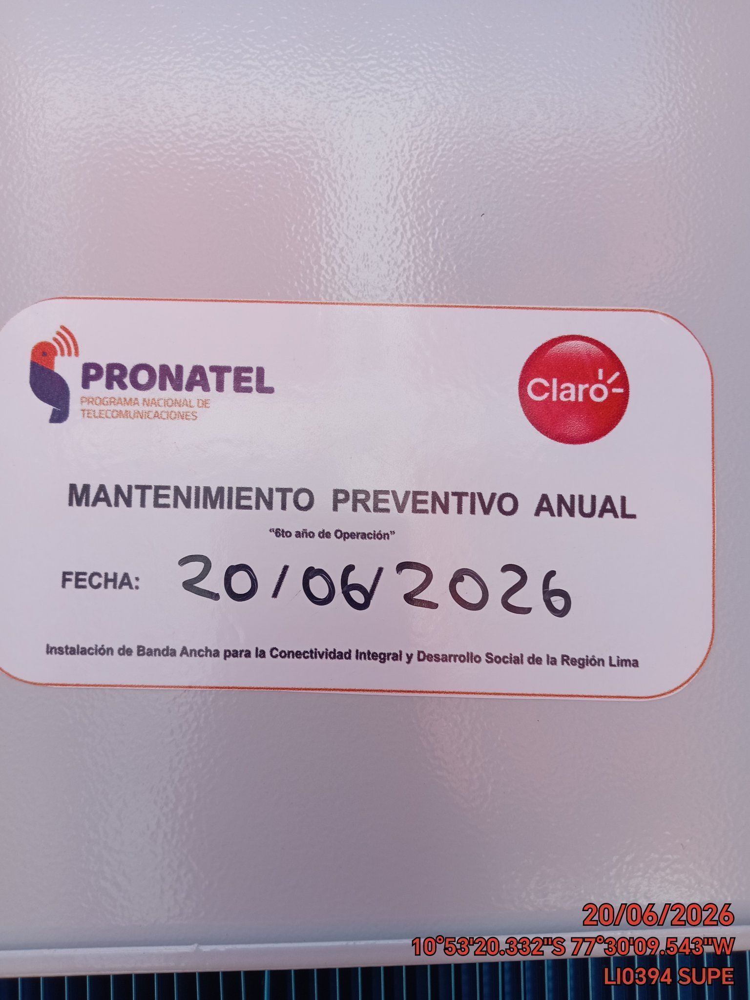 PRONATEL
PROGRAMA NACIONAL DE
TELECOMUNICACIONES
Claro
MANTENIMIENTO PREVENTIVO ANUAL
"6to año de Operación"
FECHA: 20/06/2026
Instalación de Banda Ancha para la Conectividad Integral y Desarrollo Social de la Región Lima
20/06/2026
10°53'20.332"S 77°30'09.543"W
LI0394 SUPE